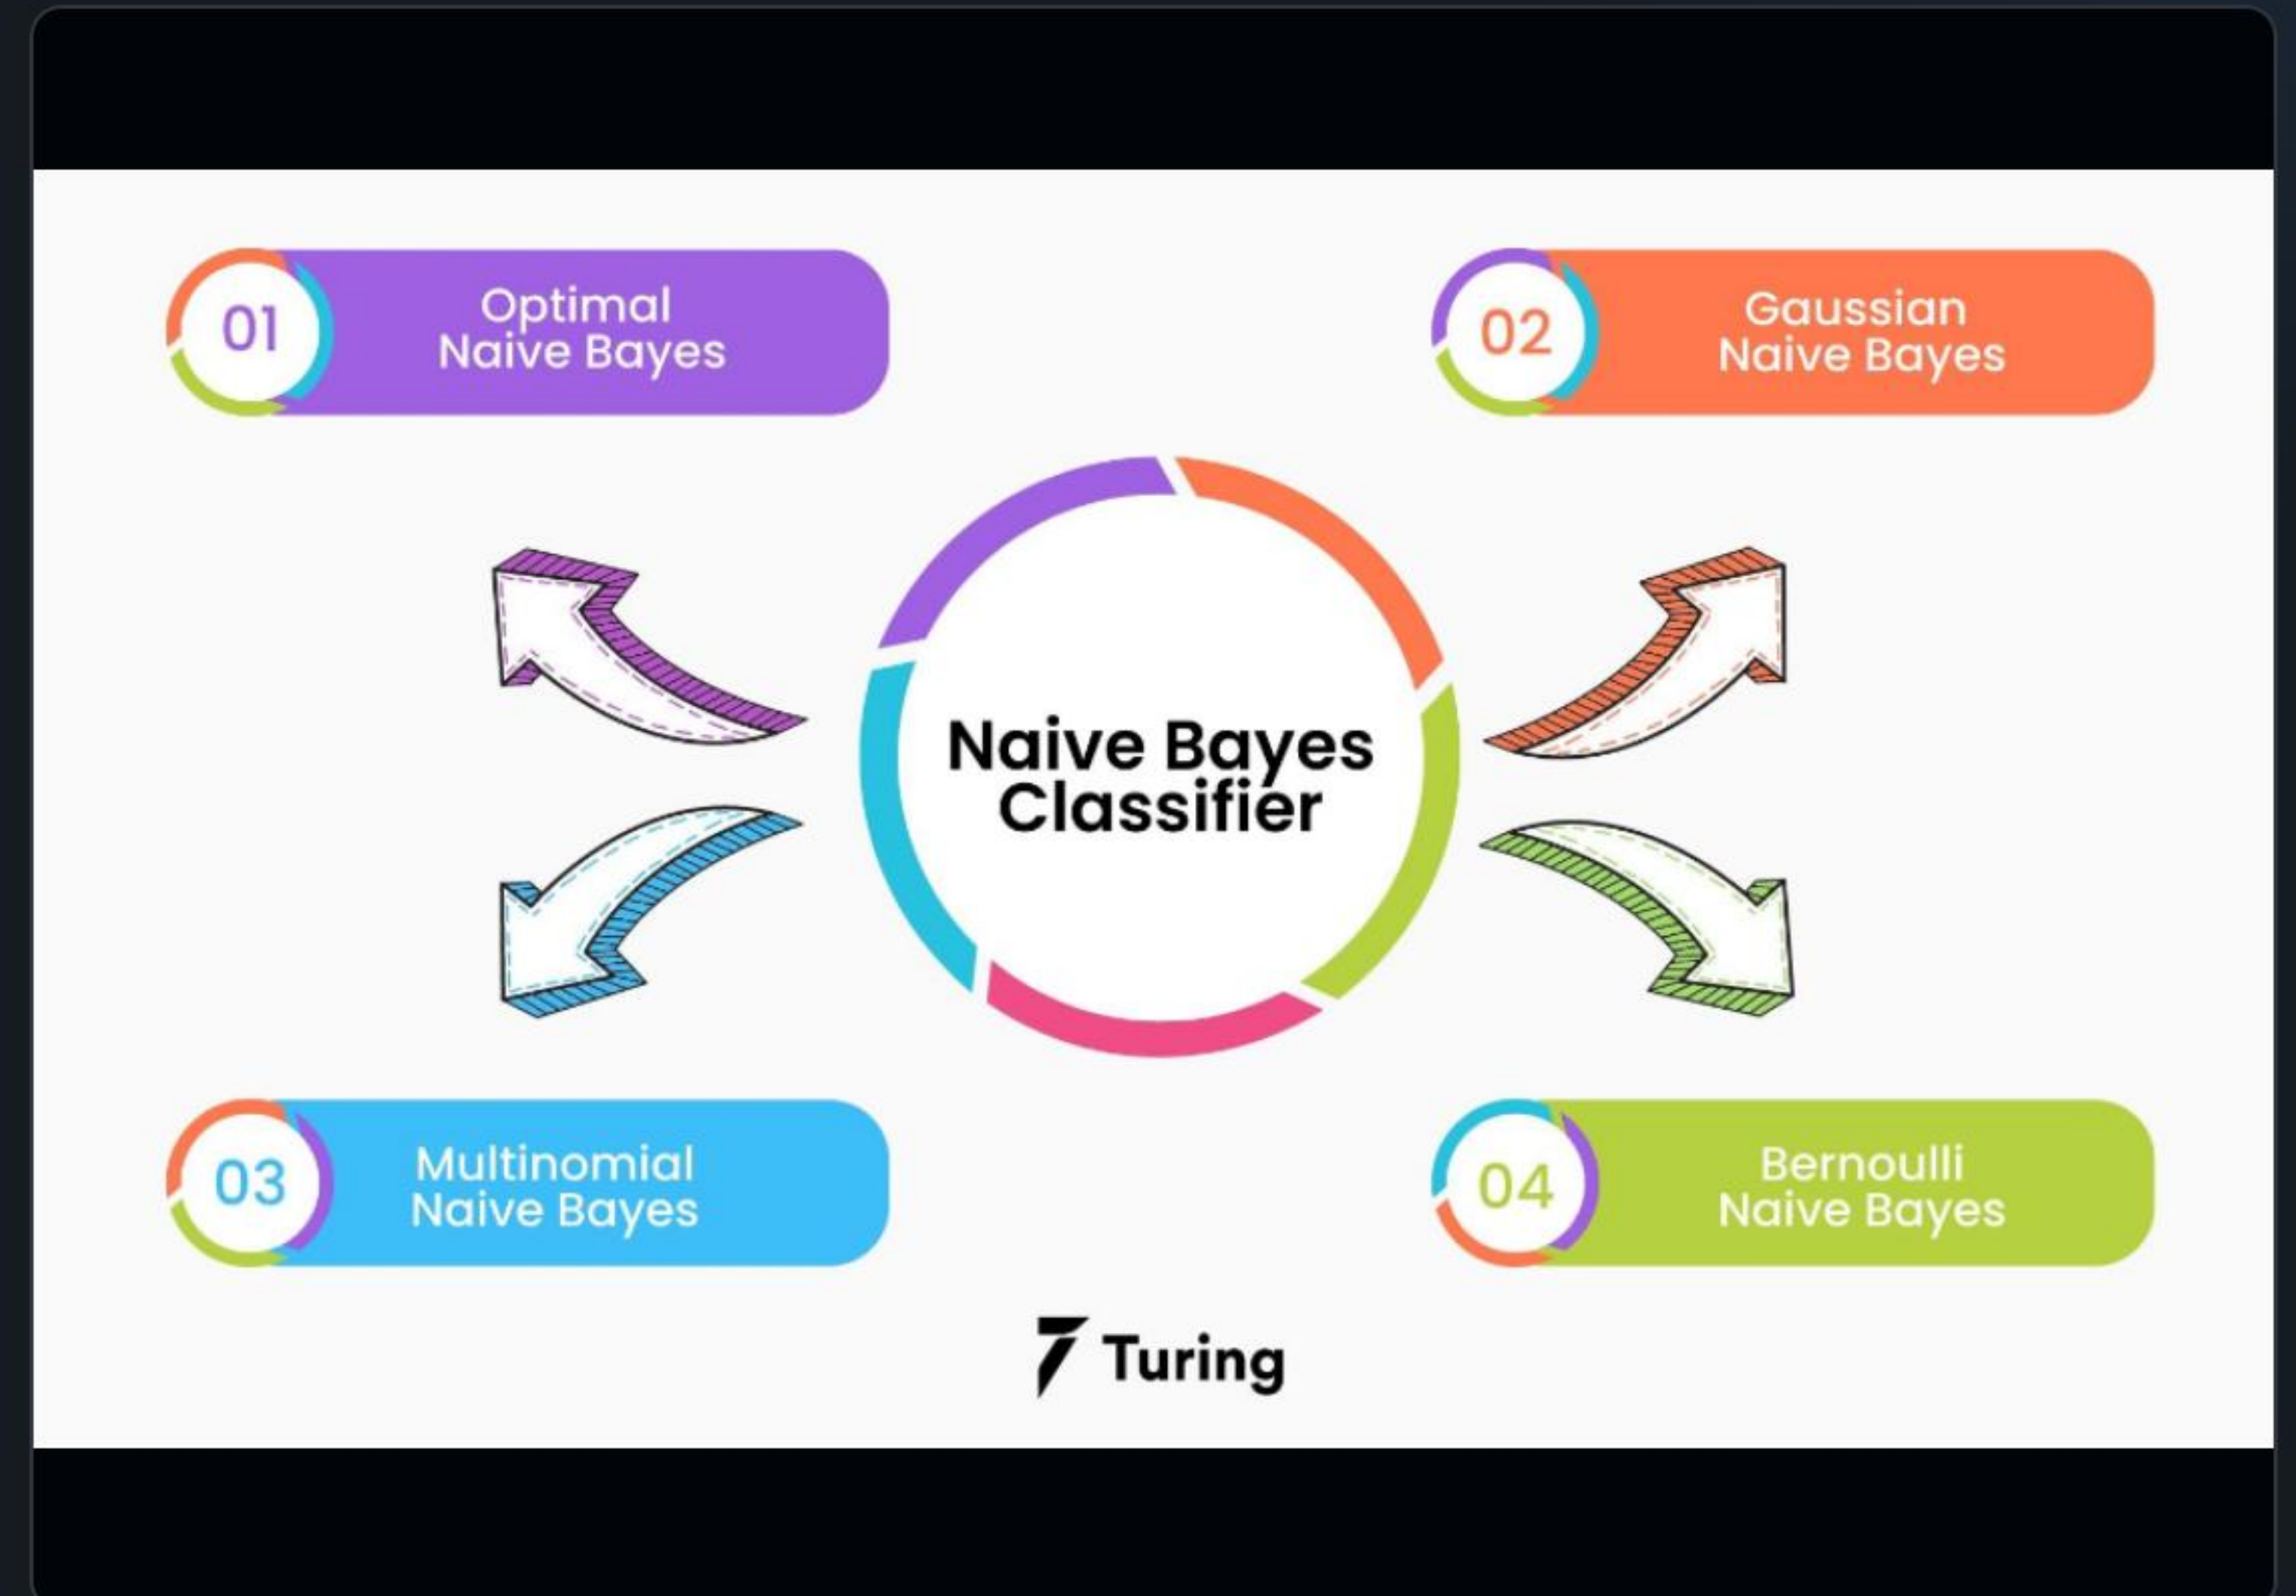 01
Optimal
Naive Bayes
02
Gaussian
Naive Bayes
Naive Bayes
Classifier
03
Multinomial
Naive Bayes
04
Bernoulli
Naive Bayes
Turing